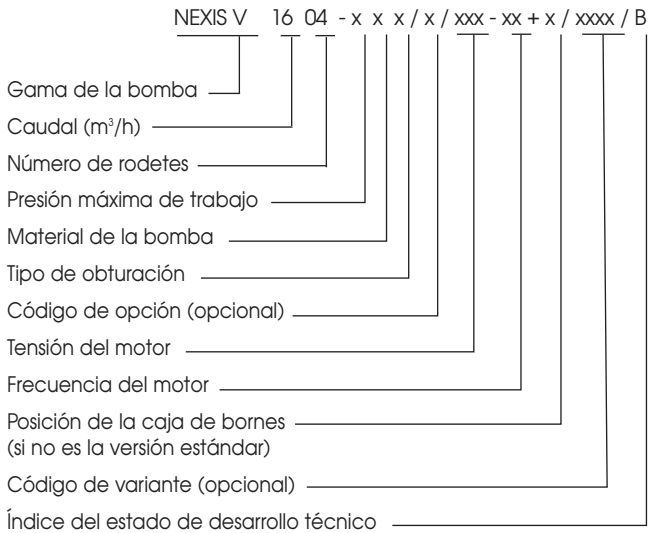 NEXIS V 16 04 - x x x / x / xxx - xx + x / xxxx / B
Gama de la bomba
Caudal (m³/h)
Número de rodetes
Presión máxima de trabajo
Material de la bomba
Tipo de obturación
Código de opción (opcional)
Tensión del motor
Frecuencia del motor
Posición de la caja de bornes
(si no es la versión estándar)
Código de variante (opcional)
Índice del estado de desarrollo técnico